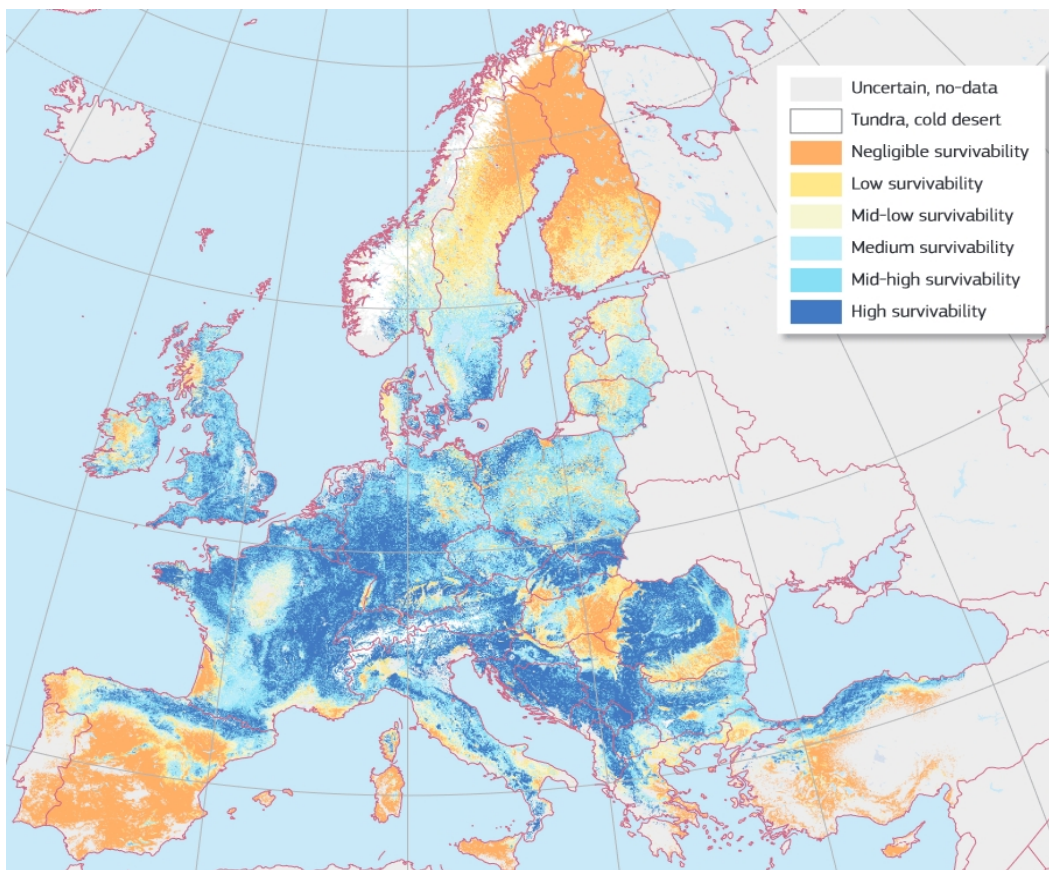 Uncertain, no-data
Tundra, cold desert
Negligible survivability
Low survivability
Mid-low survivability
Medium survivability
Mid-high survivability
High survivability